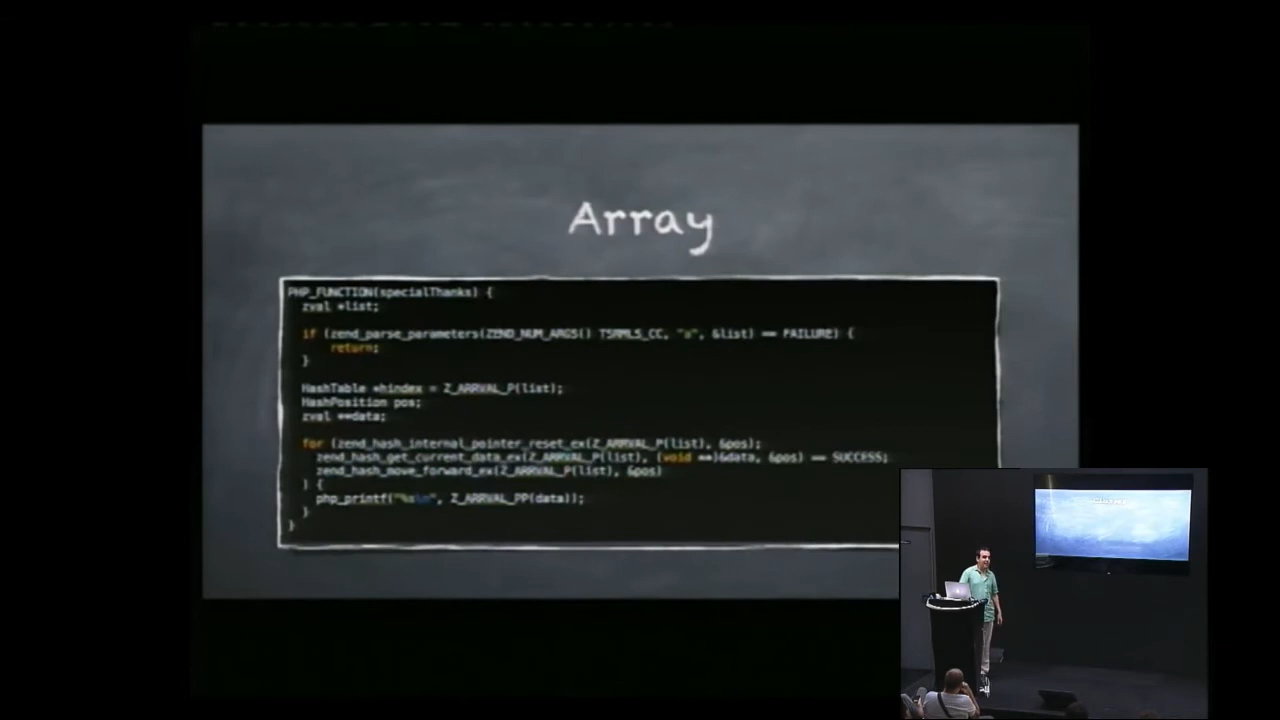 Array
PHP_FUNCTION(specialThanks) {
zval *list;
if (zend_parse_parameters(ZEND_NUM_ARGS() TSRMLS_CC, "a", &list) == FAILURE) {
return;
}
HashTable *hindex = Z_ARRVAL_P(list);
HashPosition pos;
zval **data;
for (zend_hash_internal_pointer_reset_ex(Z_ARRVAL_P(list), &pos);
zend_hash_get_current_data_ex(Z_ARRVAL_P(list), (void **)&data, &pos) == SUCCESS;
zend_hash_move_forward_ex(Z_ARRVAL_P(list), &pos)
) {
php_printf("%s\n", Z_ARRVAL_PP(data));
}
}